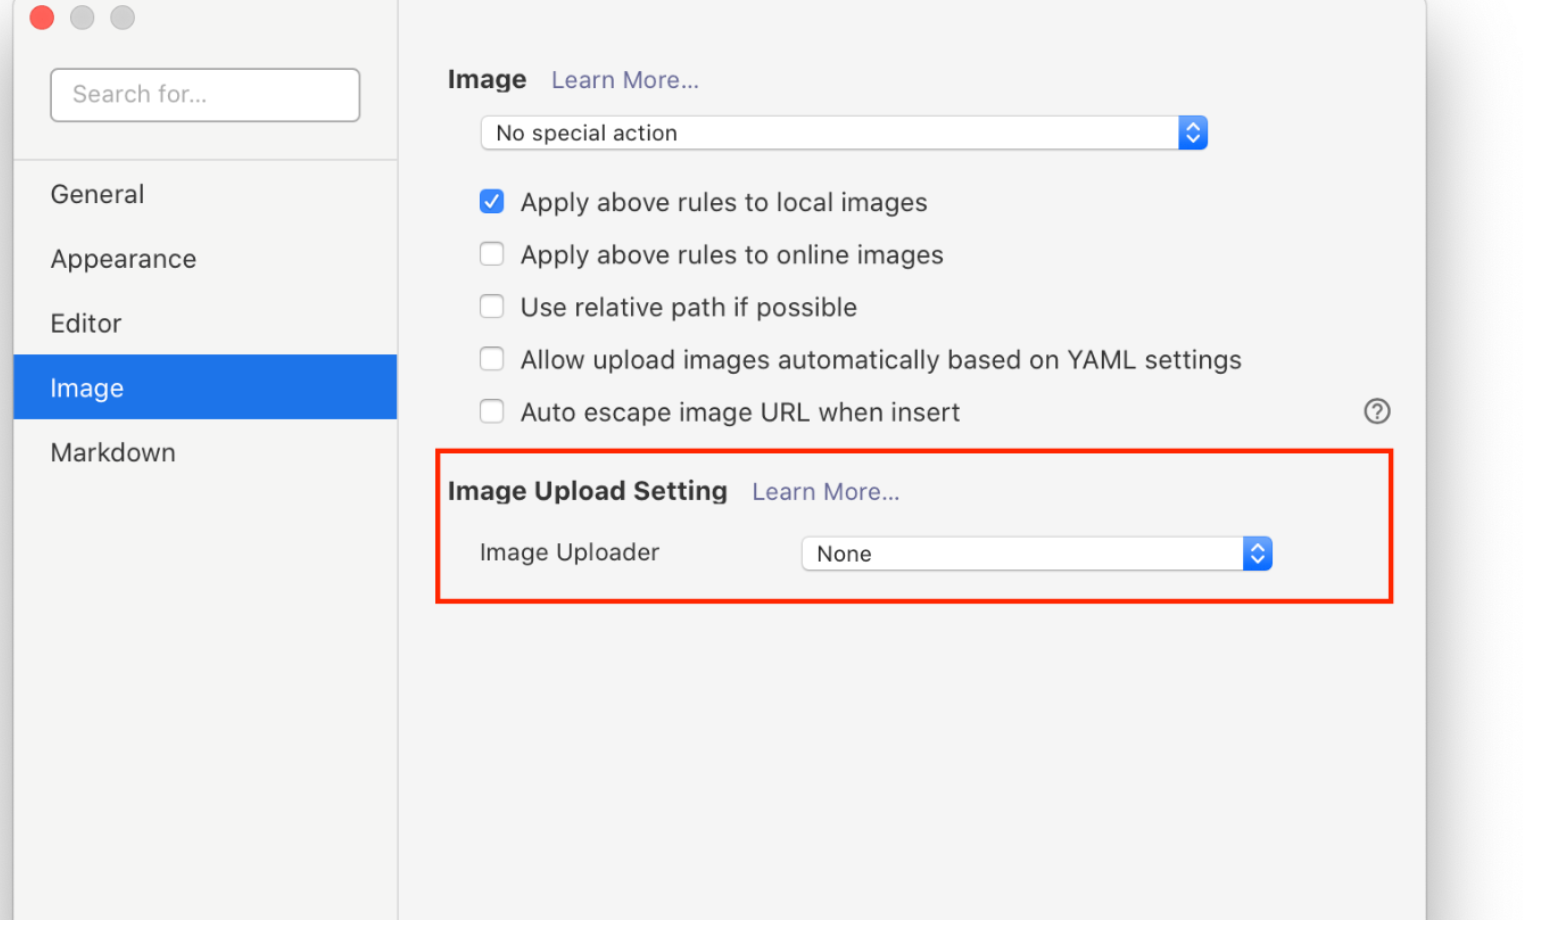 Search for...
General
Appearance
Editor
Image
Markdown
Image Learn More...
No special action
Apply above rules to local images
Apply above rules to online images
Use relative path if possible
Allow upload images automatically based on YAML settings
Auto escape image URL when insert ?
Image Upload Setting Learn More...
Image Uploader None